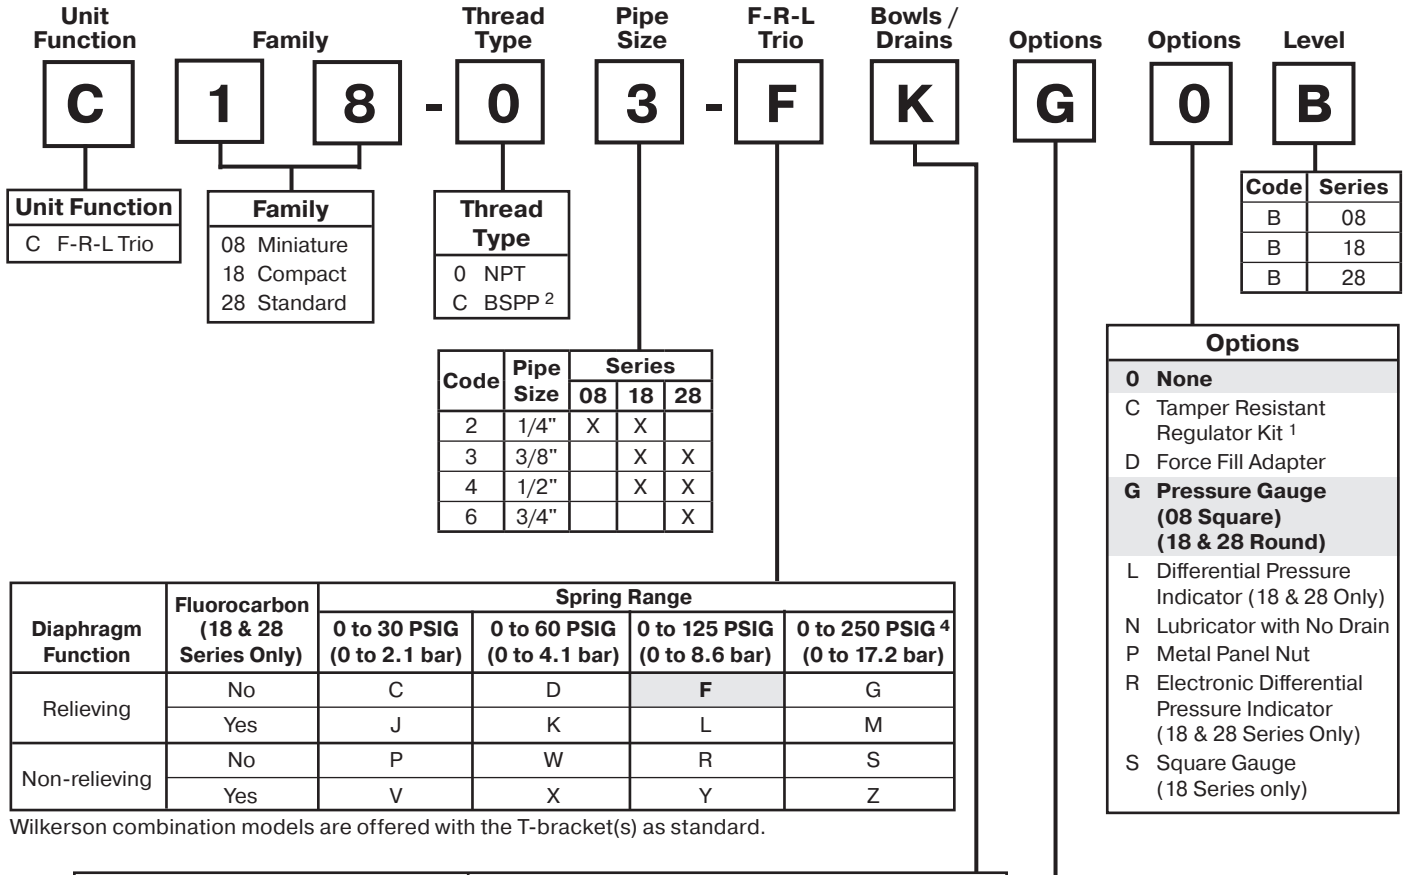 Unit Function
Family
Thread Type
Pipe Size
F-R-L Trio
Bowls / Drains
Options
Options
Level
C 1 8 - 0 3 - F K G 0 B
Unit Function
C F-R-L Trio
Family
08 Miniature
18 Compact
28 Standard
Thread Type
0 NPT
C BSPP 2
Code Series
B 08
B 18
B 28
Code Pipe Size Series
08 18 28
2 1/4" X X
3 3/8" X X
4 1/2" X X
6 3/4" X
Options
0 None
C Tamper Resistant
Regulator Kit 1
D Force Fill Adapter
G Pressure Gauge
(08 Square)
(18 & 28 Round)
L Differential Pressure
Indicator (18 & 28 Only)
N Lubricator with No Drain
P Metal Panel Nut
R Electronic Differential
Pressure Indicator
(18 & 28 Series Only)
S Square Gauge
(18 Series only)
Diaphragm Function
Fluorocarbon (18 & 28 Series Only)
Spring Range
0 to 30 PSIG (0 to 2.1 bar)
0 to 60 PSIG (0 to 4.1 bar)
0 to 125 PSIG (0 to 8.6 bar)
0 to 250 PSIG 4 (0 to 17.2 bar)
Relieving
No C D F G
Yes J K L M
Non-relieving
No P W R S
Yes V X Y Z
Wilkerson combination models are offered with the T-bracket(s) as standard.